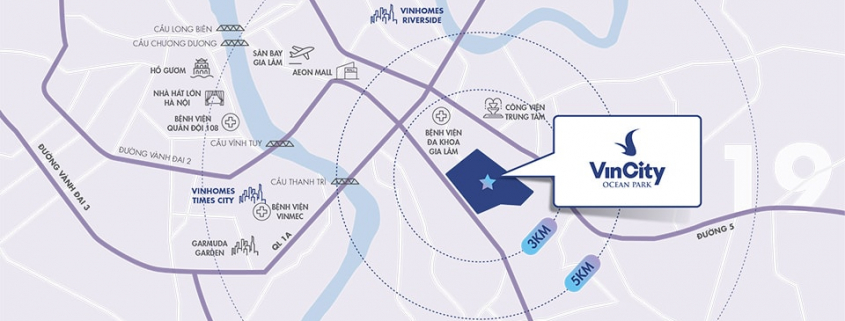 VINHOMES
RIVERSIDE
CẦU LONG BIÊN
CẦU CHƯƠNG DƯƠNG
SÂN BAY
GIA LÂM
AEON MALL
HỒ GƯƠM
NHÀ HÁT LỚN
HÀ NỘI
BỆNH VIỆN
QUÂN ĐỘI 108
CÔNG VIÊN
TRUNG TÂM
BỆNH VIỆN
ĐA KHOA
GIA LÂM
CẦU VĨNH TUY
ĐƯỜNG VÀNH ĐAI 2
ĐƯỜNG VÀNH ĐAI 3
CẦU THANH TRÌ
VinCity
OCEAN PARK
19
VINHOMES
TIMES CITY
BỆNH VIỆN
VINMEC
GARMUDA
GARDEN
QL 1A
3KM
5KM
ĐƯỜNG 5